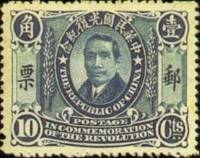 中華民國光復紀念
壹角
郵票
THE REPUBLIC OF CHINA
POSTAGE
10 IN COMMEMORATION Cts
OF THE REVOLUTION